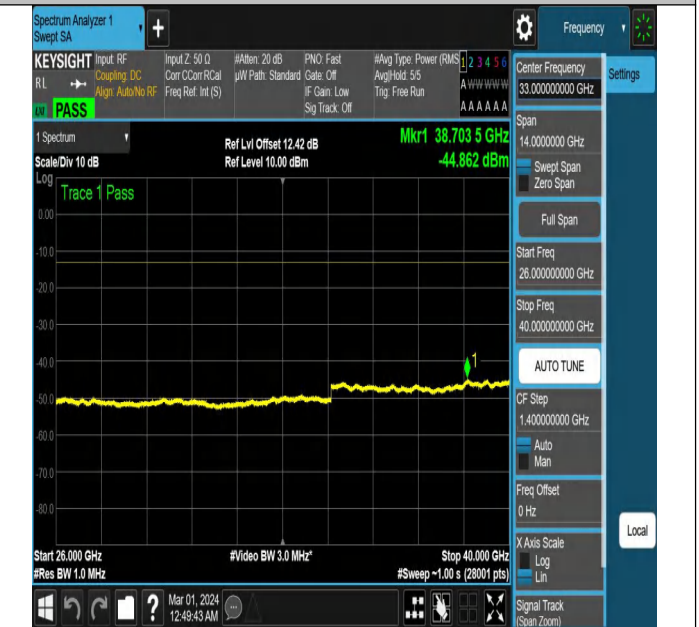 Spectrum Analyzer 1
Swept SA
Frequency
KEYSIGHT
RL
PASS
Input: RF
Coupling: DC
Align: Auto/No RF
Input Z: 50 Ω
Corr CCorr RCal
Freq Ref: Int (S)
#Atten: 20 dB
µW Path: Standard
PNO: Fast
Gate: Off
IF Gain: Low
Sig Track: Off
#Avg Type: Power (RMS
Avg|Hold: 5/5
Trig: Free Run
1 2 3 4 5 6
A W W W W W
A A A A A A
1 Spectrum
Scale/Div 10 dB
Ref Lvl Offset 12.42 dB
Ref Level 10.00 dBm
Mkr1 38.703 5 GHz
-44.862 dBm
Log
Trace 1 Pass
0.00
-10.0
-20.0
-30.0
-40.0
-50.0
-60.0
-70.0
-80.0
1
Start 26.000 GHz
#Res BW 1.0 MHz
#Video BW 3.0 MHz*
Stop 40.000 GHz
#Sweep ~1.00 s (28001 pts)
Mar 01, 2024
12:49:43 AM
Center Frequency
33.000000000 GHz
Settings
Span
14.0000000 GHz
Swept Span
Zero Span
Full Span
Start Freq
26.000000000 GHz
Stop Freq
40.000000000 GHz
AUTO TUNE
CF Step
1.400000000 GHz
Auto
Man
Freq Offset
0 Hz
X Axis Scale
Log
Lin
Local
Signal Track
(Span Zoom)